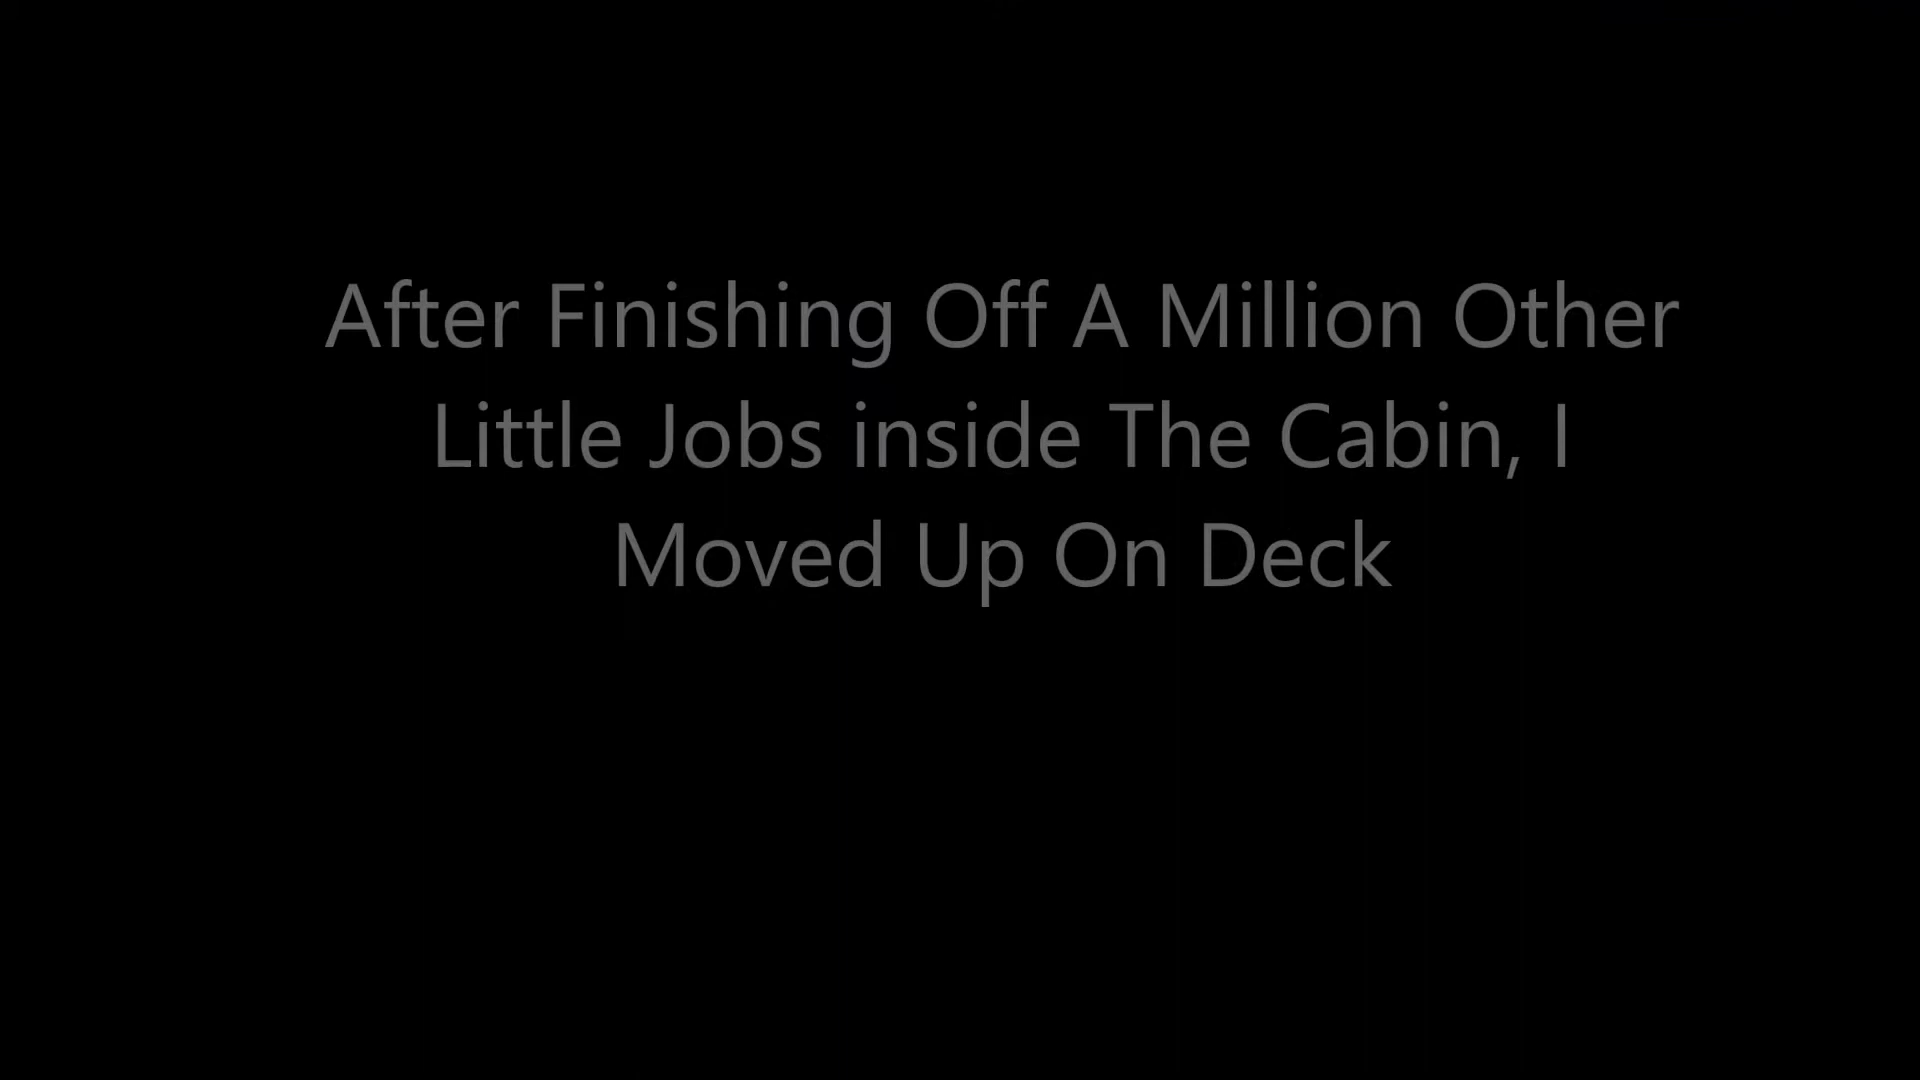 After Finishing Off A Million Other
Little Jobs inside The Cabin, I
Moved Up On Deck